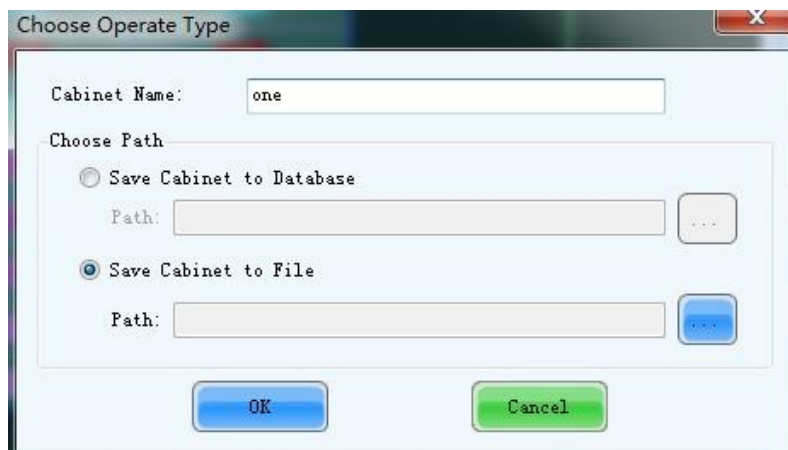 Choose Operate Type
Cabinet Name: one
Choose Path
Save Cabinet to Database
Path: ...
Save Cabinet to File
Path: ...
OK Cancel